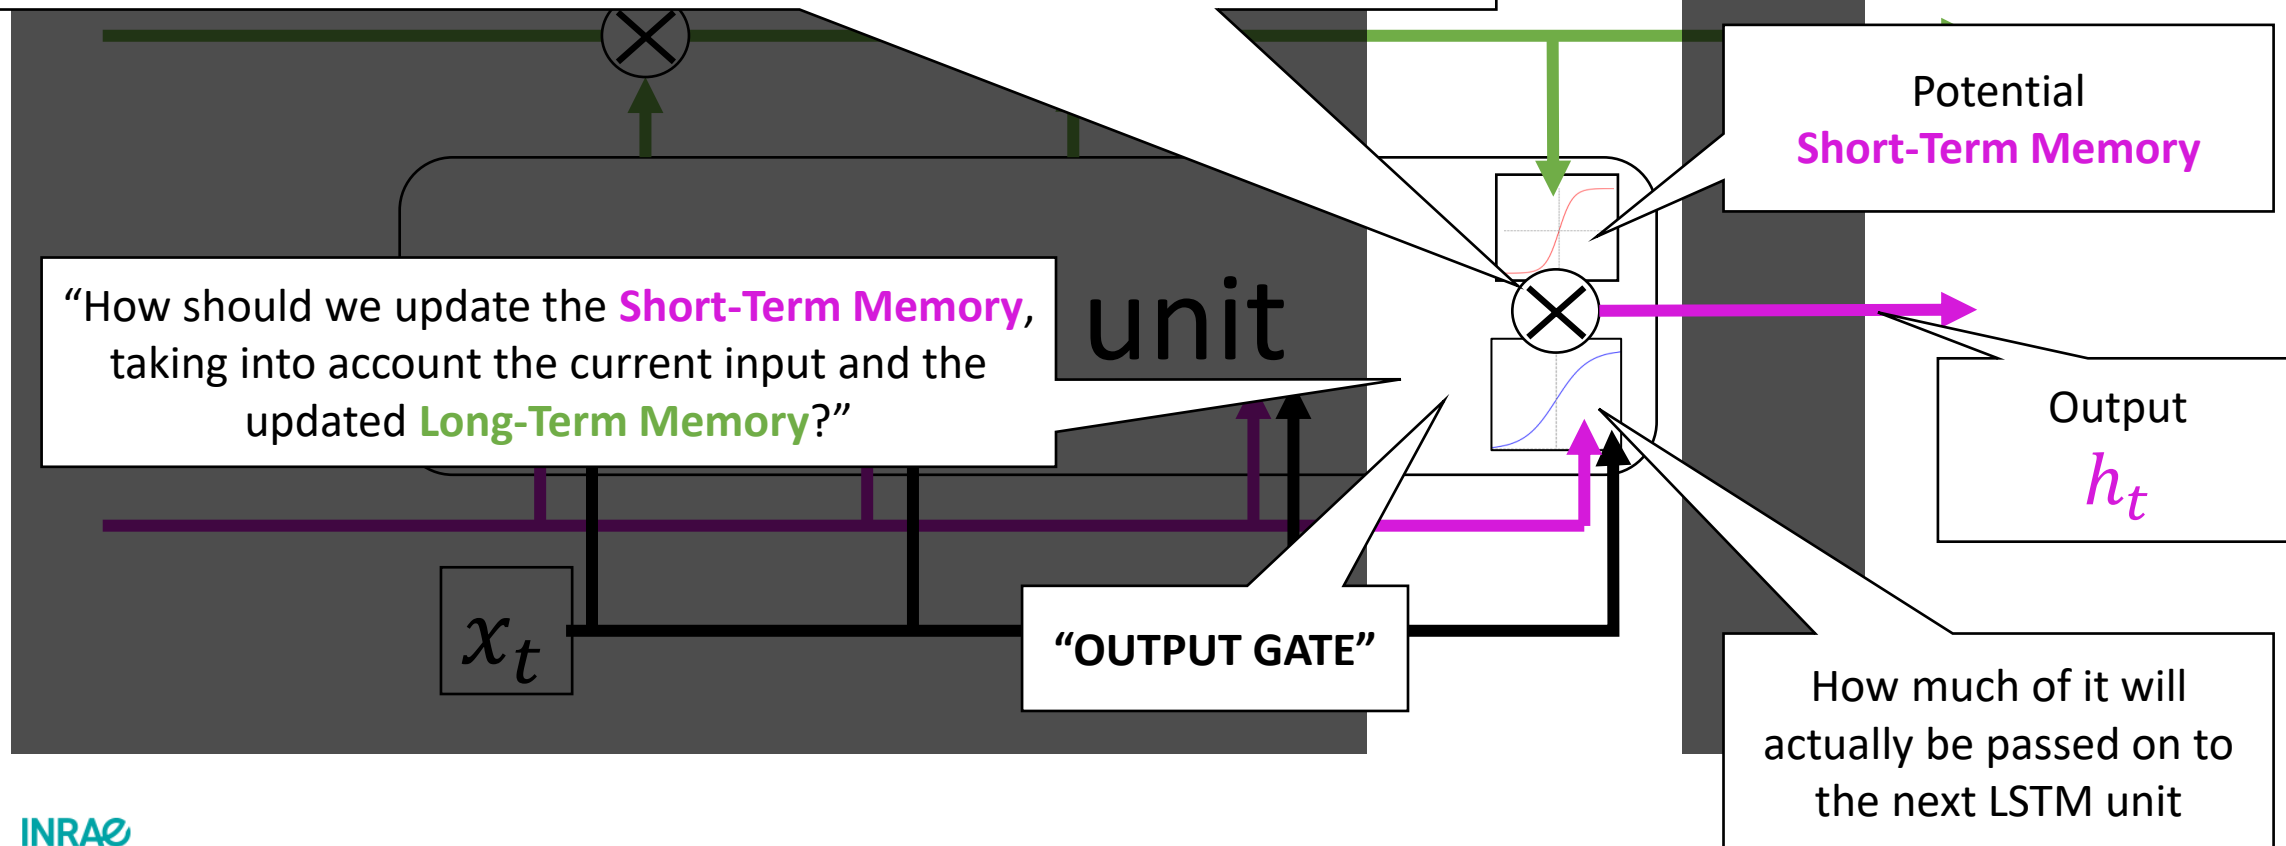 Potential
Short-Term Memory
“How should we update the Short-Term Memory,
taking into account the current input and the
updated Long-Term Memory?”
unit
Output
hₜ
xₜ
“OUTPUT GATE”
How much of it will
actually be passed on to
the next LSTM unit
INRAE